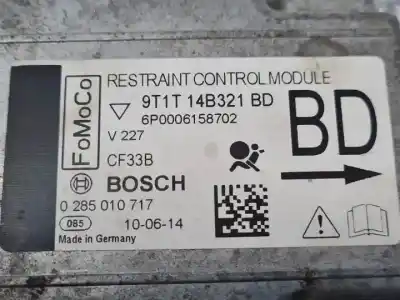 FoMoCo
RESTRAINT CONTROL MODULE
9T1T 14B321 BD
6P0006158702
V 227
CF33B
BD
BOSCH
0 285 010 717
085 10-06-14
Made in Germany